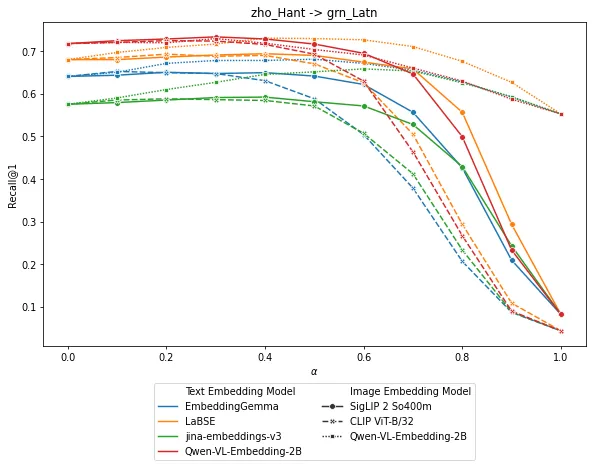 zho_Hant -> grn_Latn
Recall@1
0.7
0.6
0.5
0.4
0.3
0.2
0.1
0.0 0.2 0.4 0.6 0.8 1.0
α
Text Embedding Model
EmbeddingGemma
LaBSE
jina-embeddings-v3
Qwen-VL-Embedding-2B
Image Embedding Model
SigLIP 2 So400m
CLIP ViT-B/32
Qwen-VL-Embedding-2B